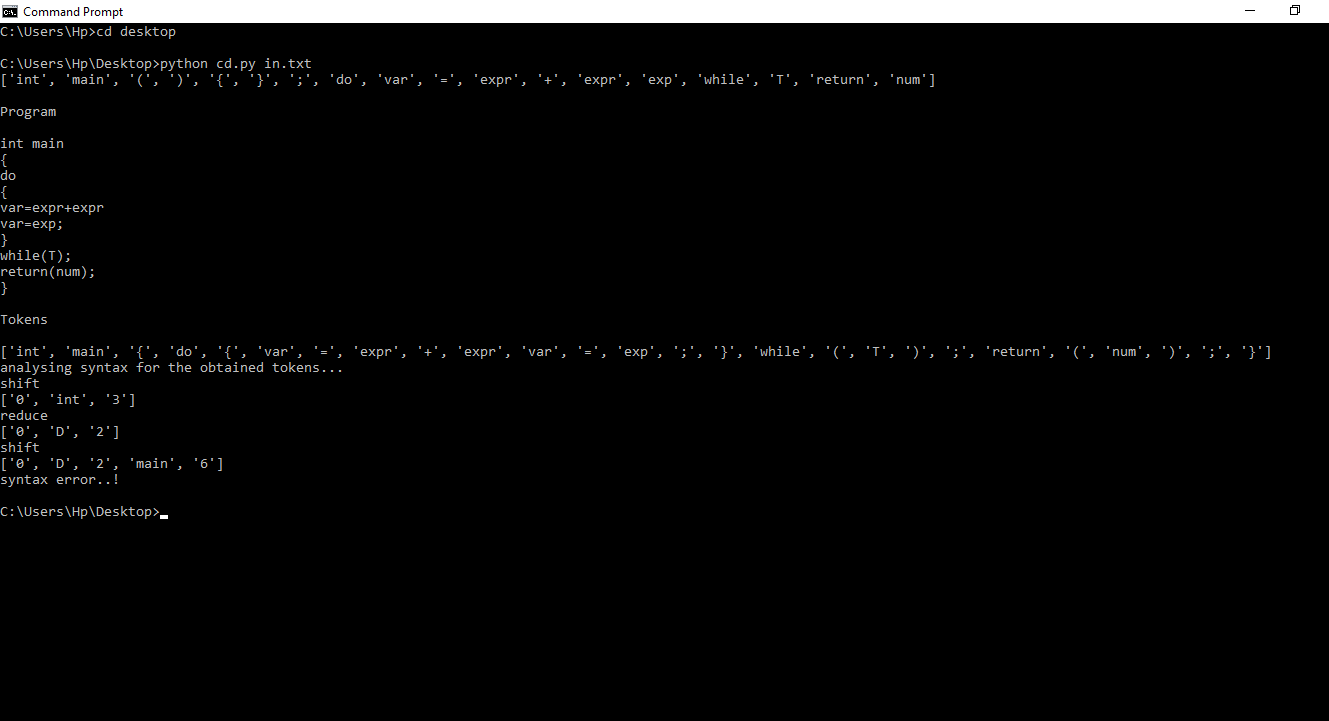 Command Prompt
C:\Users\Hp>cd desktop
C:\Users\Hp\Desktop>python cd.py in.txt
['int', 'main', '(', ')', '{', '}', ';', 'do', 'var', '=', 'expr', '+', 'expr', 'exp', 'while', 'T', 'return', 'num']
Program
int main
{
do
{
var=expr+expr
var=exp;
}
while(T);
return(num);
}
Tokens
['int', 'main', '{', 'do', '{', 'var', '=', 'expr', '+', 'expr', 'var', '=', 'exp', ';', '}', 'while', '(', 'T', ')', ';', 'return', '(', 'num', ')', ';', '}']
analysing syntax for the obtained tokens...
shift
['0', 'int', '3']
reduce
['0', 'D', '2']
shift
['0', 'D', '2', 'main', '6']
syntax error..!
C:\Users\Hp\Desktop>